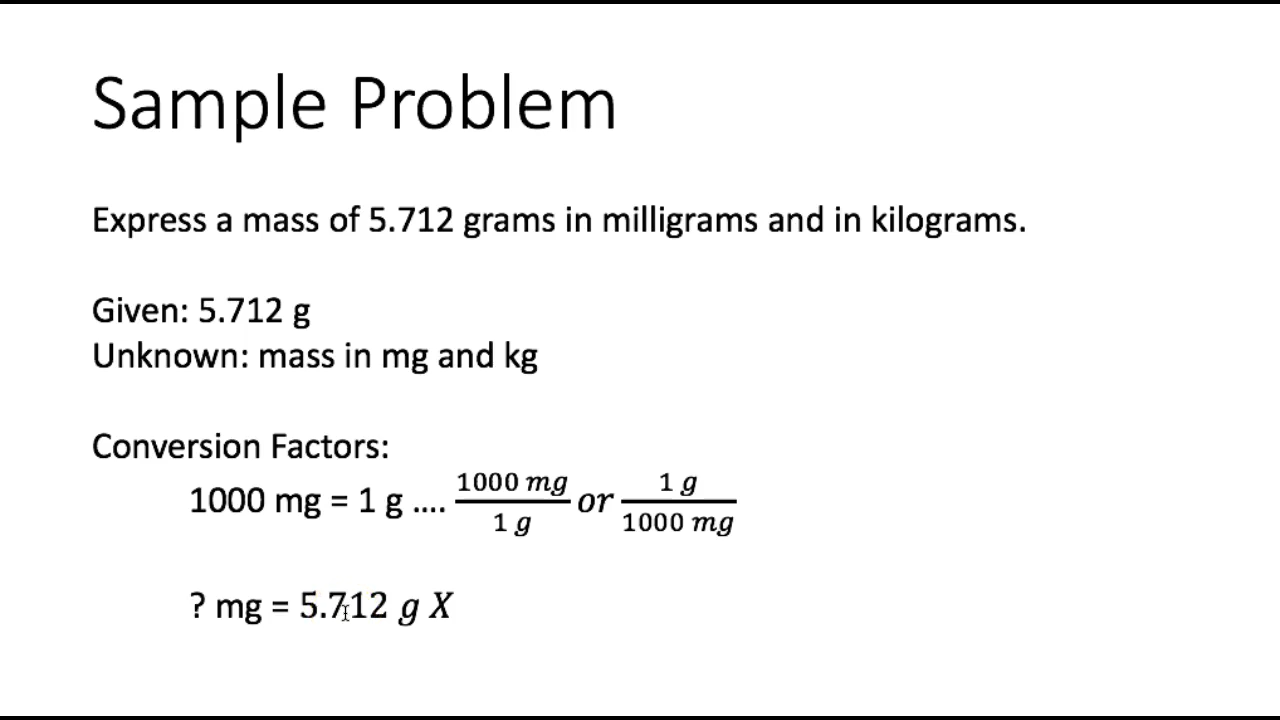 Sample Problem
Express a mass of 5.712 grams in milligrams and in kilograms.
Given: 5.712 g
Unknown: mass in mg and kg
Conversion Factors:
1000 mg = 1 g .... 1000 mg / 1 g or 1 g / 1000 mg
? mg = 5.712 g X